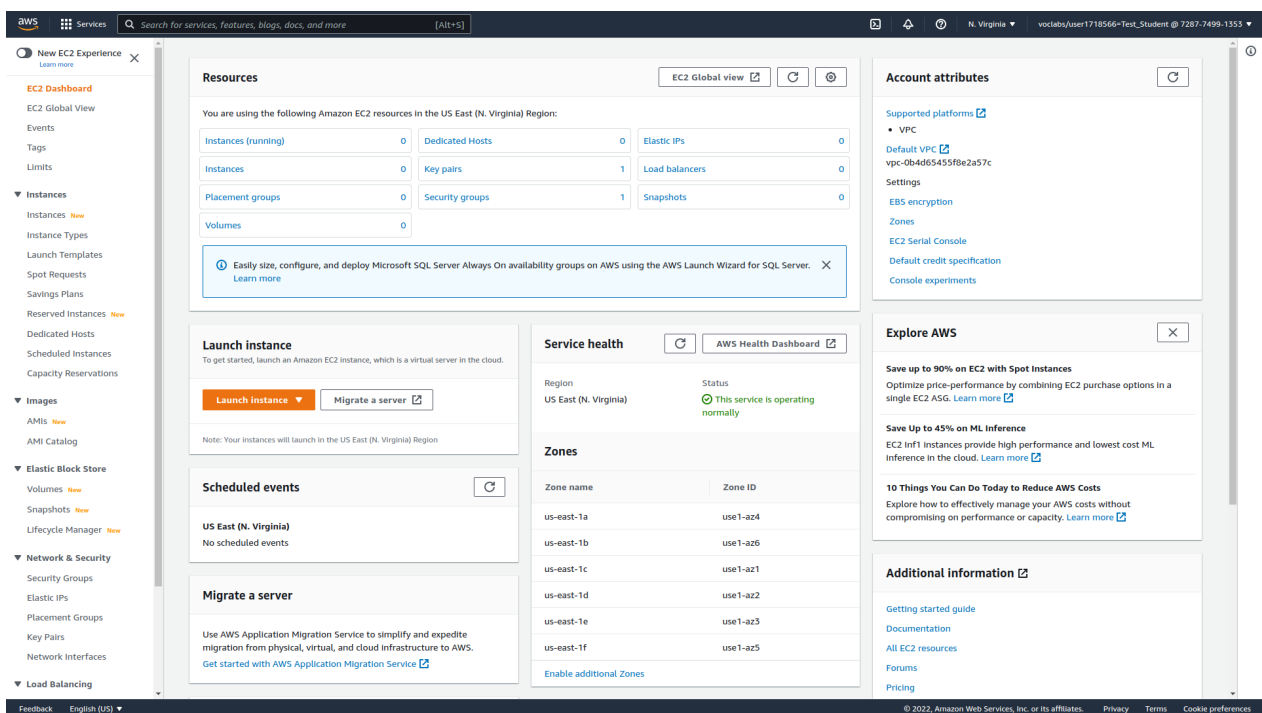 aws
Services
Search for services, features, blogs, docs, and more
[Alt+S]
N. Virginia ▼
voclabs/user1718566=Test_Student @ 7287-7499-1353 ▼
New EC2 Experience
Learn more
EC2 Dashboard
EC2 Global View
Events
Tags
Limits
Instances
Instances New
Instance Types
Launch Templates
Spot Requests
Savings Plans
Reserved Instances New
Dedicated Hosts
Scheduled Instances
Capacity Reservations
Images
AMIs New
AMI Catalog
Elastic Block Store
Volumes New
Snapshots New
Lifecycle Manager New
Network & Security
Security Groups
Elastic IPs
Placement Groups
Key Pairs
Network Interfaces
Load Balancing
Resources
EC2 Global view
You are using the following Amazon EC2 resources in the US East (N. Virginia) Region:
Instances (running) 0
Dedicated Hosts 0
Elastic IPs 0
Instances 0
Key pairs 1
Load balancers 0
Placement groups 0
Security groups 1
Snapshots 0
Volumes 0
Easily size, configure, and deploy Microsoft SQL Server Always On availability groups on AWS using the AWS Launch Wizard for SQL Server.
Learn more
Launch instance
To get started, launch an Amazon EC2 instance, which is a virtual server in the cloud.
Launch instance ▼
Migrate a server
Note: Your instances will launch in the US East (N. Virginia) Region
Scheduled events
US East (N. Virginia)
No scheduled events
Migrate a server
Use AWS Application Migration Service to simplify and expedite
migration from physical, virtual, and cloud infrastructure to AWS.
Get started with AWS Application Migration Service
Service health
AWS Health Dashboard
Region
US East (N. Virginia)
Status
This service is operating
normally
Zones
Zone name Zone ID
us-east-1a use1-az4
us-east-1b use1-az6
us-east-1c use1-az1
us-east-1d use1-az2
us-east-1e use1-az3
us-east-1f use1-az5
Enable additional Zones
Account attributes
Supported platforms
• VPC
Default VPC
vpc-0b4d65455f8e2a57c
Settings
EBS encryption
Zones
EC2 Serial Console
Default credit specification
Console experiments
Explore AWS
Save up to 90% on EC2 with Spot Instances
Optimize price-performance by combining EC2 purchase options in a
single EC2 ASG. Learn more
Save Up to 45% on ML Inference
EC2 Inf1 instances provide high performance and lowest cost ML
inference in the cloud. Learn more
10 Things You Can Do Today to Reduce AWS Costs
Explore how to effectively manage your AWS costs without
compromising on performance or capacity. Learn more
Additional information
Getting started guide
Documentation
All EC2 resources
Forums
Pricing
Feedback
English (US) ▼
© 2022, Amazon Web Services, Inc. or its affiliates.
Privacy
Terms
Cookie preferences